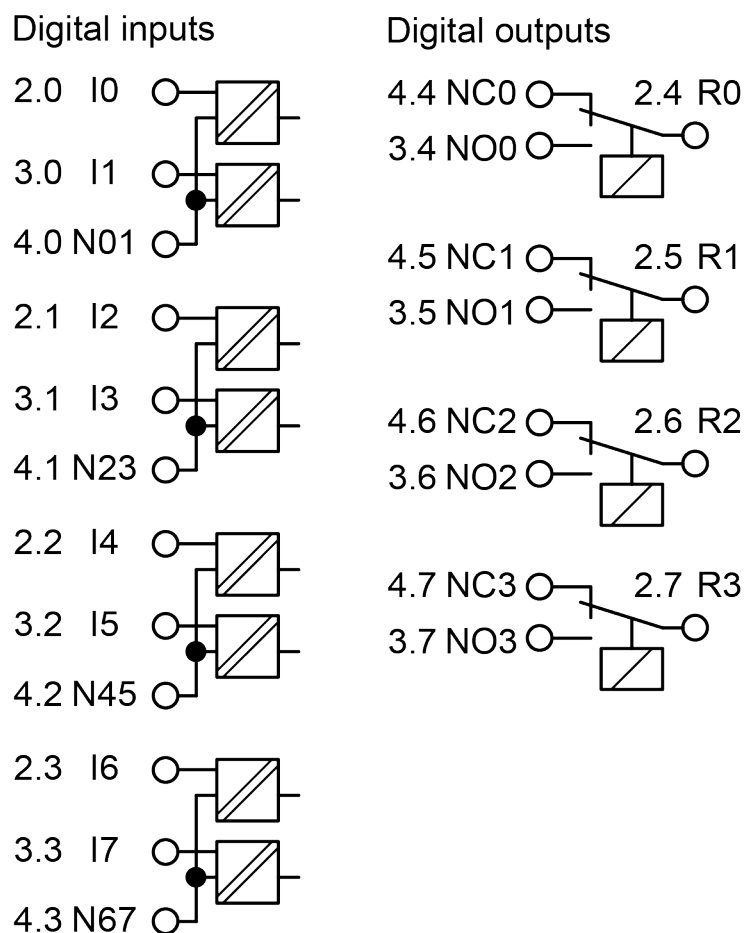 Digital inputs
2.0 I0
3.0 I1
4.0 N01
2.1 I2
3.1 I3
4.1 N23
2.2 I4
3.2 I5
4.2 N45
2.3 I6
3.3 I7
4.3 N67
Digital outputs
4.4 NC0 2.4 R0
3.4 NO0
4.5 NC1 2.5 R1
3.5 NO1
4.6 NC2 2.6 R2
3.6 NO2
4.7 NC3 2.7 R3
3.7 NO3